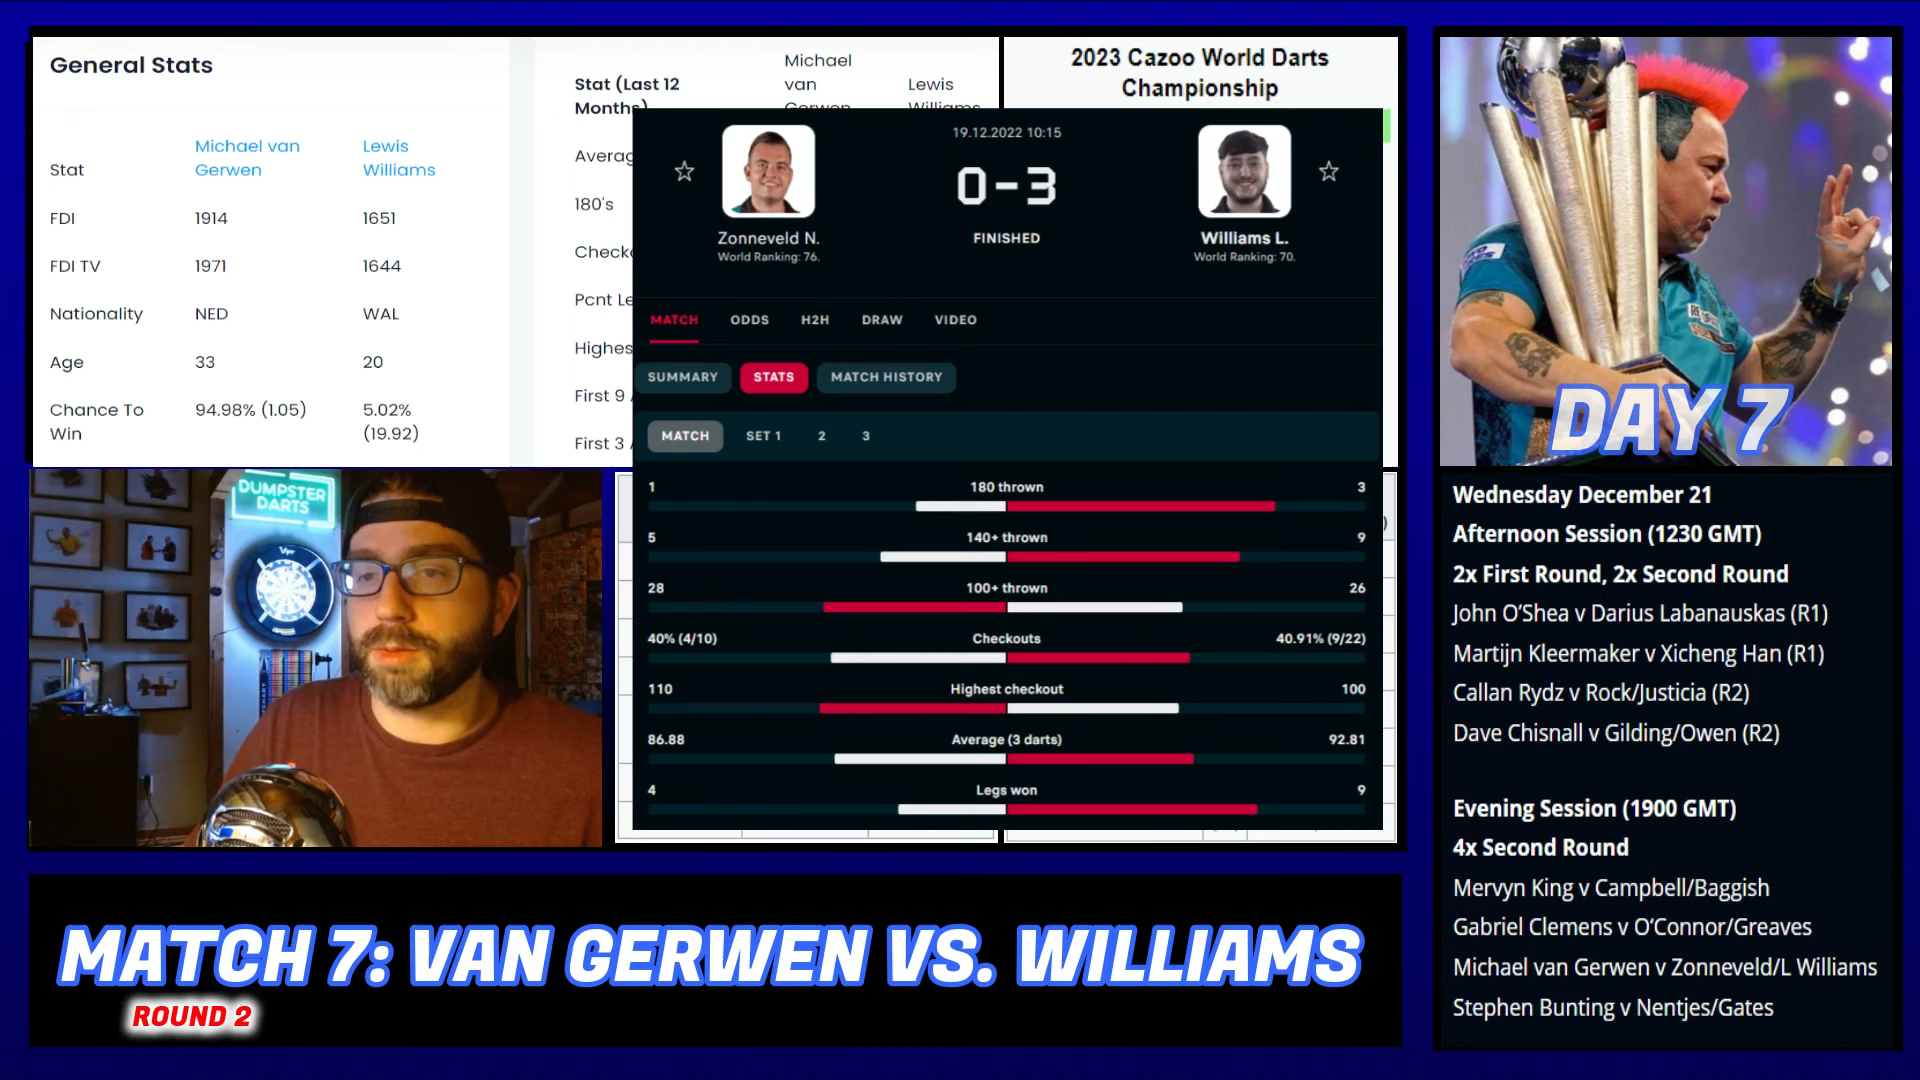 General Stats
Michael van
Gerwen
Lewis
Williams
Stat
FDI
1914
1651
FDI TV
1971
1644
Nationality
NED
WAL
Age
33
20
Chance To
Win
94.98% (1.05)
5.02%
(19.92)
Stat (Last 12
Months)
Michael
van
Gerwen
Lewis
Williams
180's
First 9
First 3
2023 Cazoo World Darts
Championship
19.12.2022 10:15
0-3
FINISHED
Zonneveld N.
World Ranking: 76.
Williams L.
World Ranking: 70.
MATCH ODDS H2H DRAW VIDEO
SUMMARY STATS MATCH HISTORY
MATCH SET 1 2 3
1 180 thrown 3
5 140+ thrown 9
28 100+ thrown 26
40% (4/10) Checkouts 40.91% (9/22)
110 Highest checkout 100
86.88 Average (3 darts) 92.81
4 Legs won 9
DUMPSTER
DARTS
Viper
MATCH 7: VAN GERWEN VS. WILLIAMS
ROUND 2
DAY 7
Wednesday December 21
Afternoon Session (1230 GMT)
2x First Round, 2x Second Round
John O'Shea v Darius Labanauskas (R1)
Martijn Kleermaker v Xicheng Han (R1)
Callan Rydz v Rock/Justicia (R2)
Dave Chisnall v Gilding/Owen (R2)
Evening Session (1900 GMT)
4x Second Round
Mervyn King v Campbell/Baggish
Gabriel Clemens v O'Connor/Greaves
Michael van Gerwen v Zonneveld/L Williams
Stephen Bunting v Nentjes/Gates